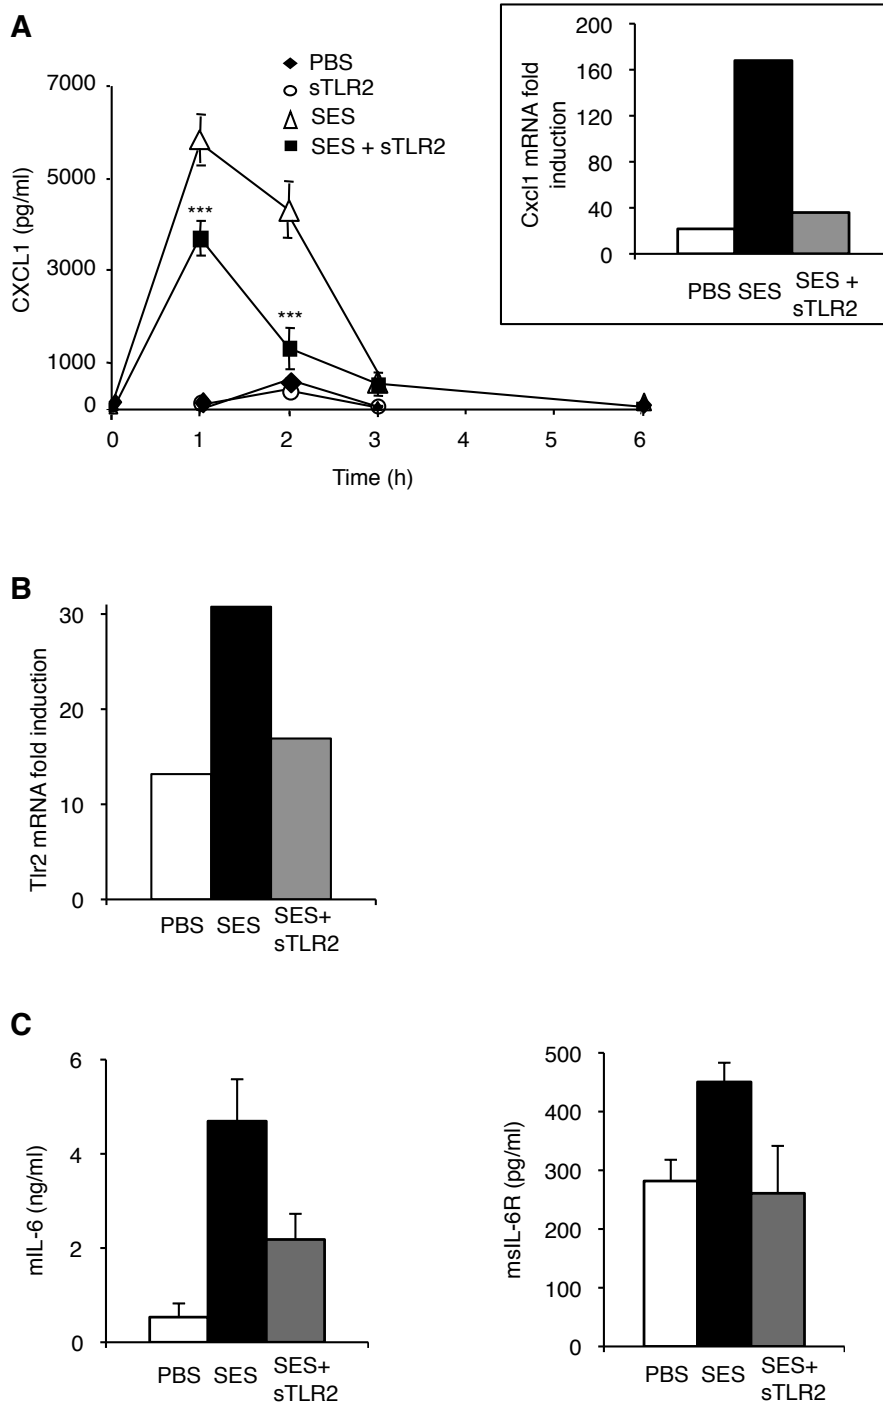 A
PBS
sTLR2
SES
SES + sTLR2
CXCL1 (pg/ml)
7000
5000
3000
1000
0
***
***
0 1 2 3 4 5 6
Time (h)
Cxcl1 mRNA fold
induction
200
160
120
80
40
0
PBS SES SES +
sTLR2
B
Tlr2 mRNA fold induction
30
20
10
0
PBS SES SES+
sTLR2
C
mIL-6 (ng/ml)
6
4
2
0
PBS SES SES+
sTLR2
msIL-6R (pg/ml)
500
400
300
200
100
0
PBS SES SES+
sTLR2